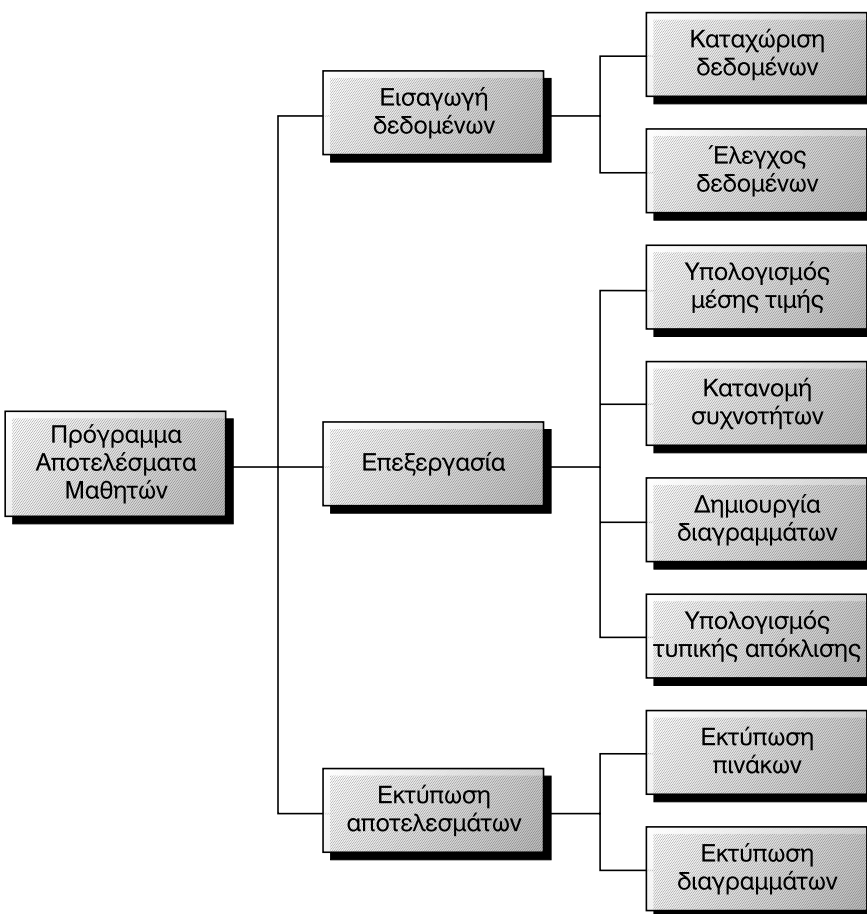 Πρόγραμμα
Αποτελέσματα
Μαθητών
Εισαγωγή
δεδομένων
Καταχώριση
δεδομένων
Έλεγχος
δεδομένων
Επεξεργασία
Υπολογισμός
μέσης τιμής
Κατανομή
συχνοτήτων
Δημιουργία
διαγραμμάτων
Υπολογισμός
τυπικής απόκλισης
Εκτύπωση
αποτελεσμάτων
Εκτύπωση
πινάκων
Εκτύπωση
διαγραμμάτων